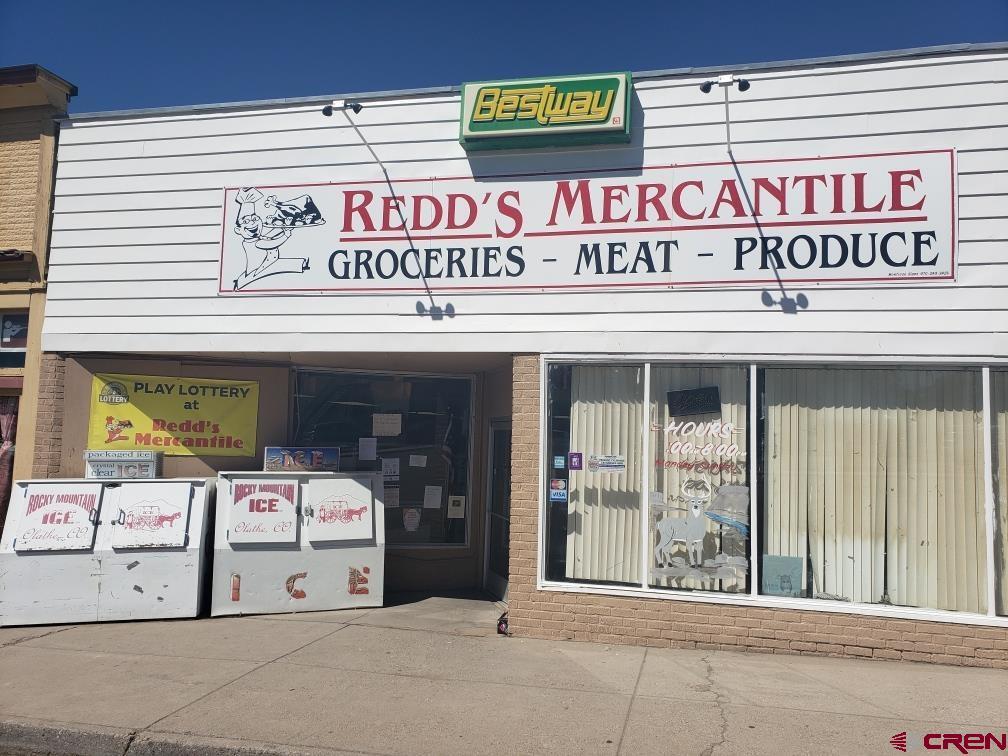 Bestway
REDD'S MERCANTILE
GROCERIES - MEAT - PRODUCE
LOTTERY
PLAY LOTTERY
at
Redd's
Mercantile
packaged ice
crystal
clear ICE
ICE
ROCKY MOUNTAIN
ICE
Olathe, CO
ROCKY MOUNTAIN
ICE
Olathe, CO
ICE
HOURS
VISA
CREN